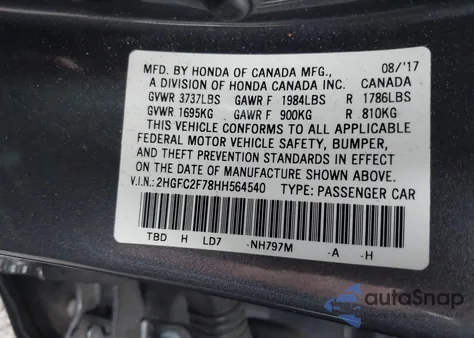 MFD. BY HONDA OF CANADA MFG., 08/'17
A DIVISION OF HONDA CANADA INC. CANADA
GVWR 3737LBS GAWR F 1984LBS R 1786LBS
GVWR 1695KG GAWR F 900KG R 810KG
THIS VEHICLE CONFORMS TO ALL APPLICABLE
FEDERAL MOTOR VEHICLE SAFETY, BUMPER,
AND THEFT PREVENTION STANDARDS IN EFFECT
ON THE DATE OF MANUFACTURE SHOWN ABOVE.
V.I.N.: 2HGFC2F78HH564540 TYPE: PASSENGER CAR
TBD H LD7 -NH797M -A -H
autoSnap